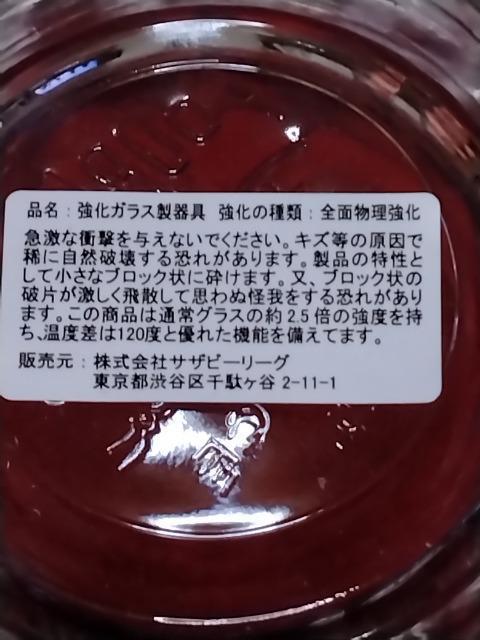 品名：強化ガラス製器具 強化の種類：全面物理強化
急激な衝撃を与えないでください。キズ等の原因で
稀に自然破壊する恐れがあります。製品の特性と
して小さなブロック状に砕けます。又、ブロック状の
破片が激しく飛散して思わぬ怪我をする恐れがあり
ます。この商品は通常グラスの約2.5倍の強度を持
ち、温度差は120度と優れた機能を備えてます。
販売元：株式会社サザビーリーグ
東京都渋谷区千駄ヶ谷 2-11-1